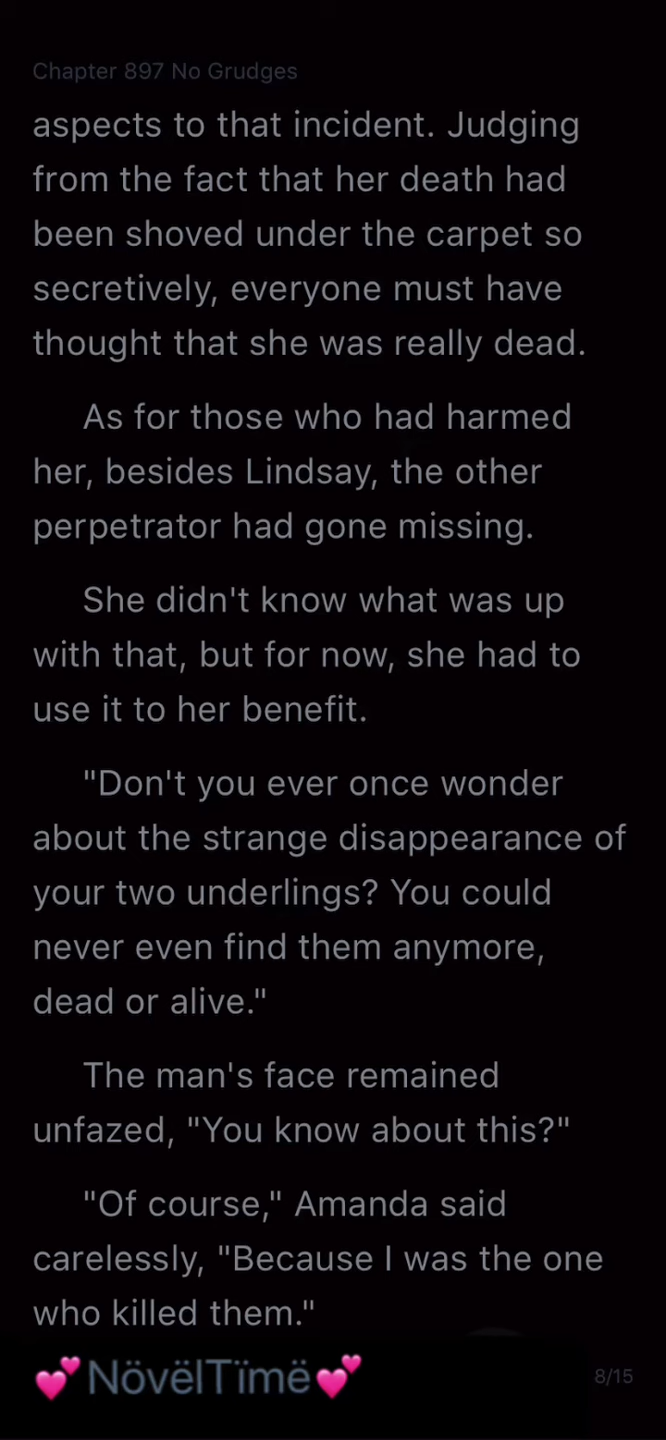 Chapter 897 No Grudges
aspects to that incident. Judging
from the fact that her death had
been shoved under the carpet so
secretively, everyone must have
thought that she was really dead.
As for those who had harmed
her, besides Lindsay, the other
perpetrator had gone missing.
She didn't know what was up
with that, but for now, she had to
use it to her benefit.
"Don't you ever once wonder
about the strange disappearance of
your two underlings? You could
never even find them anymore,
dead or alive."
The man's face remained
unfazed, "You know about this?"
"Of course," Amanda said
carelessly, "Because I was the one
who killed them."
💕NövëlTïmë💕
8/15